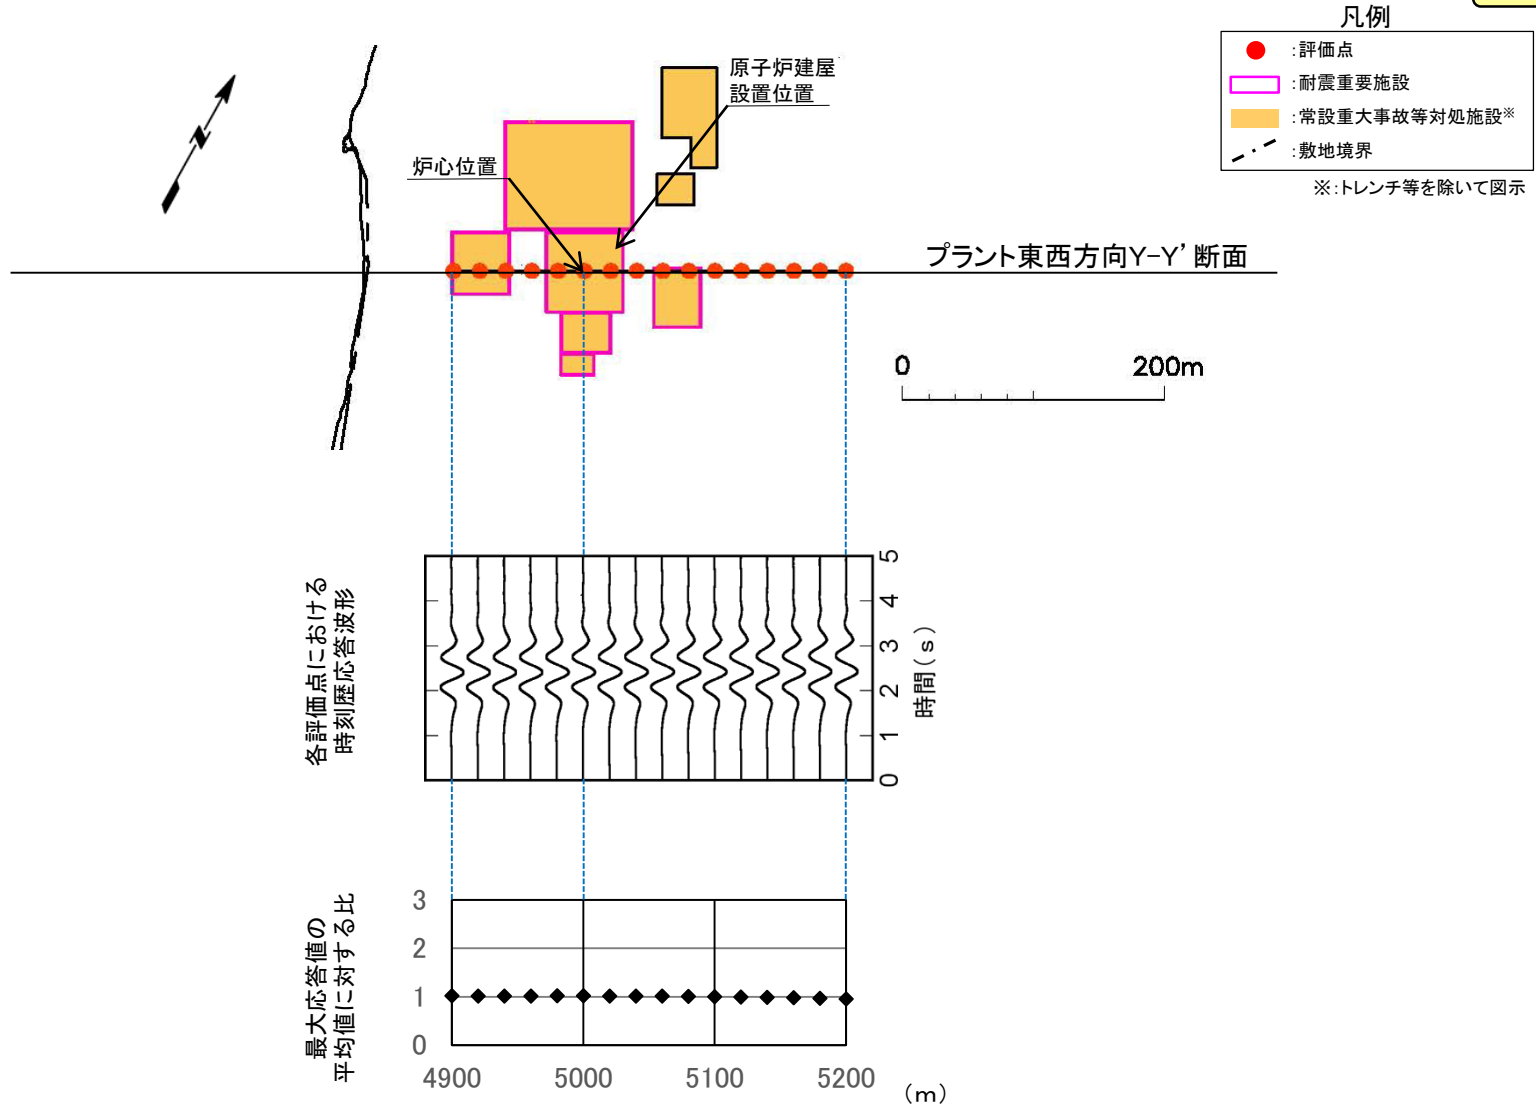 凡例
:評価点
:耐震重要施設
:常設重大事故等対処施設※
:敷地境界
※:トレンチ等を除いて図示
N
原子炉建屋
設置位置
炉心位置
プラント東西方向Y-Y’断面
0 200m
各評価点における
時刻歴応答波形
5
4
3
2
1
0
時間(s)
最大応答値の
平均値に対する比
3
2
1
0
4900 5000 5100 5200
(m)